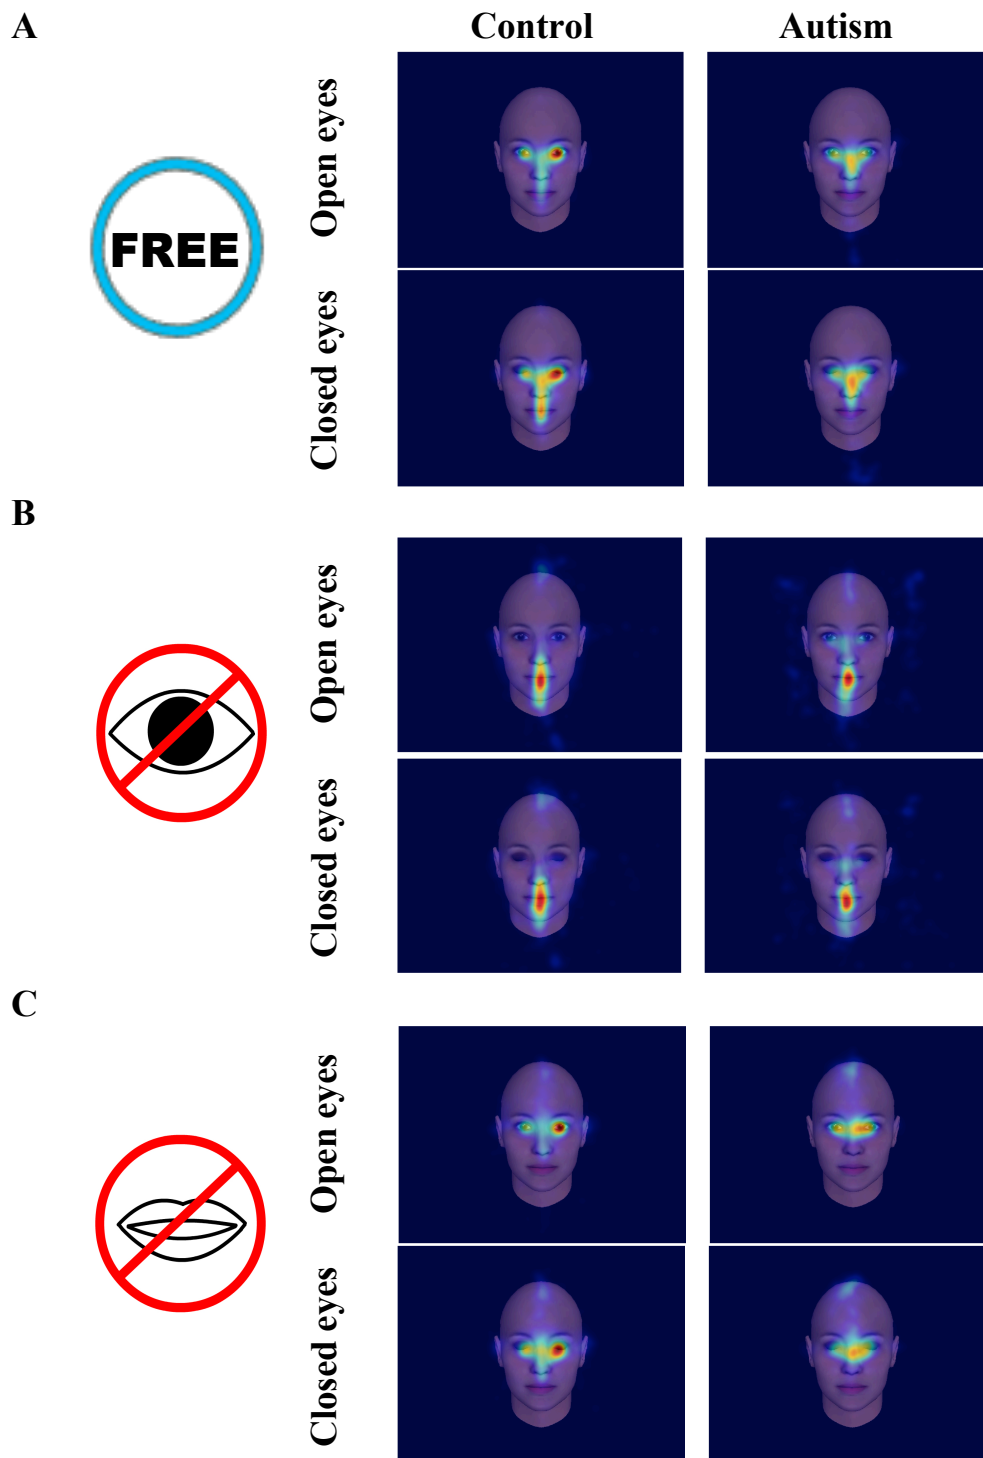 A
Control
Autism
Open eyes
FREE
Closed eyes
B
Open eyes
Closed eyes
C
Open eyes
Closed eyes